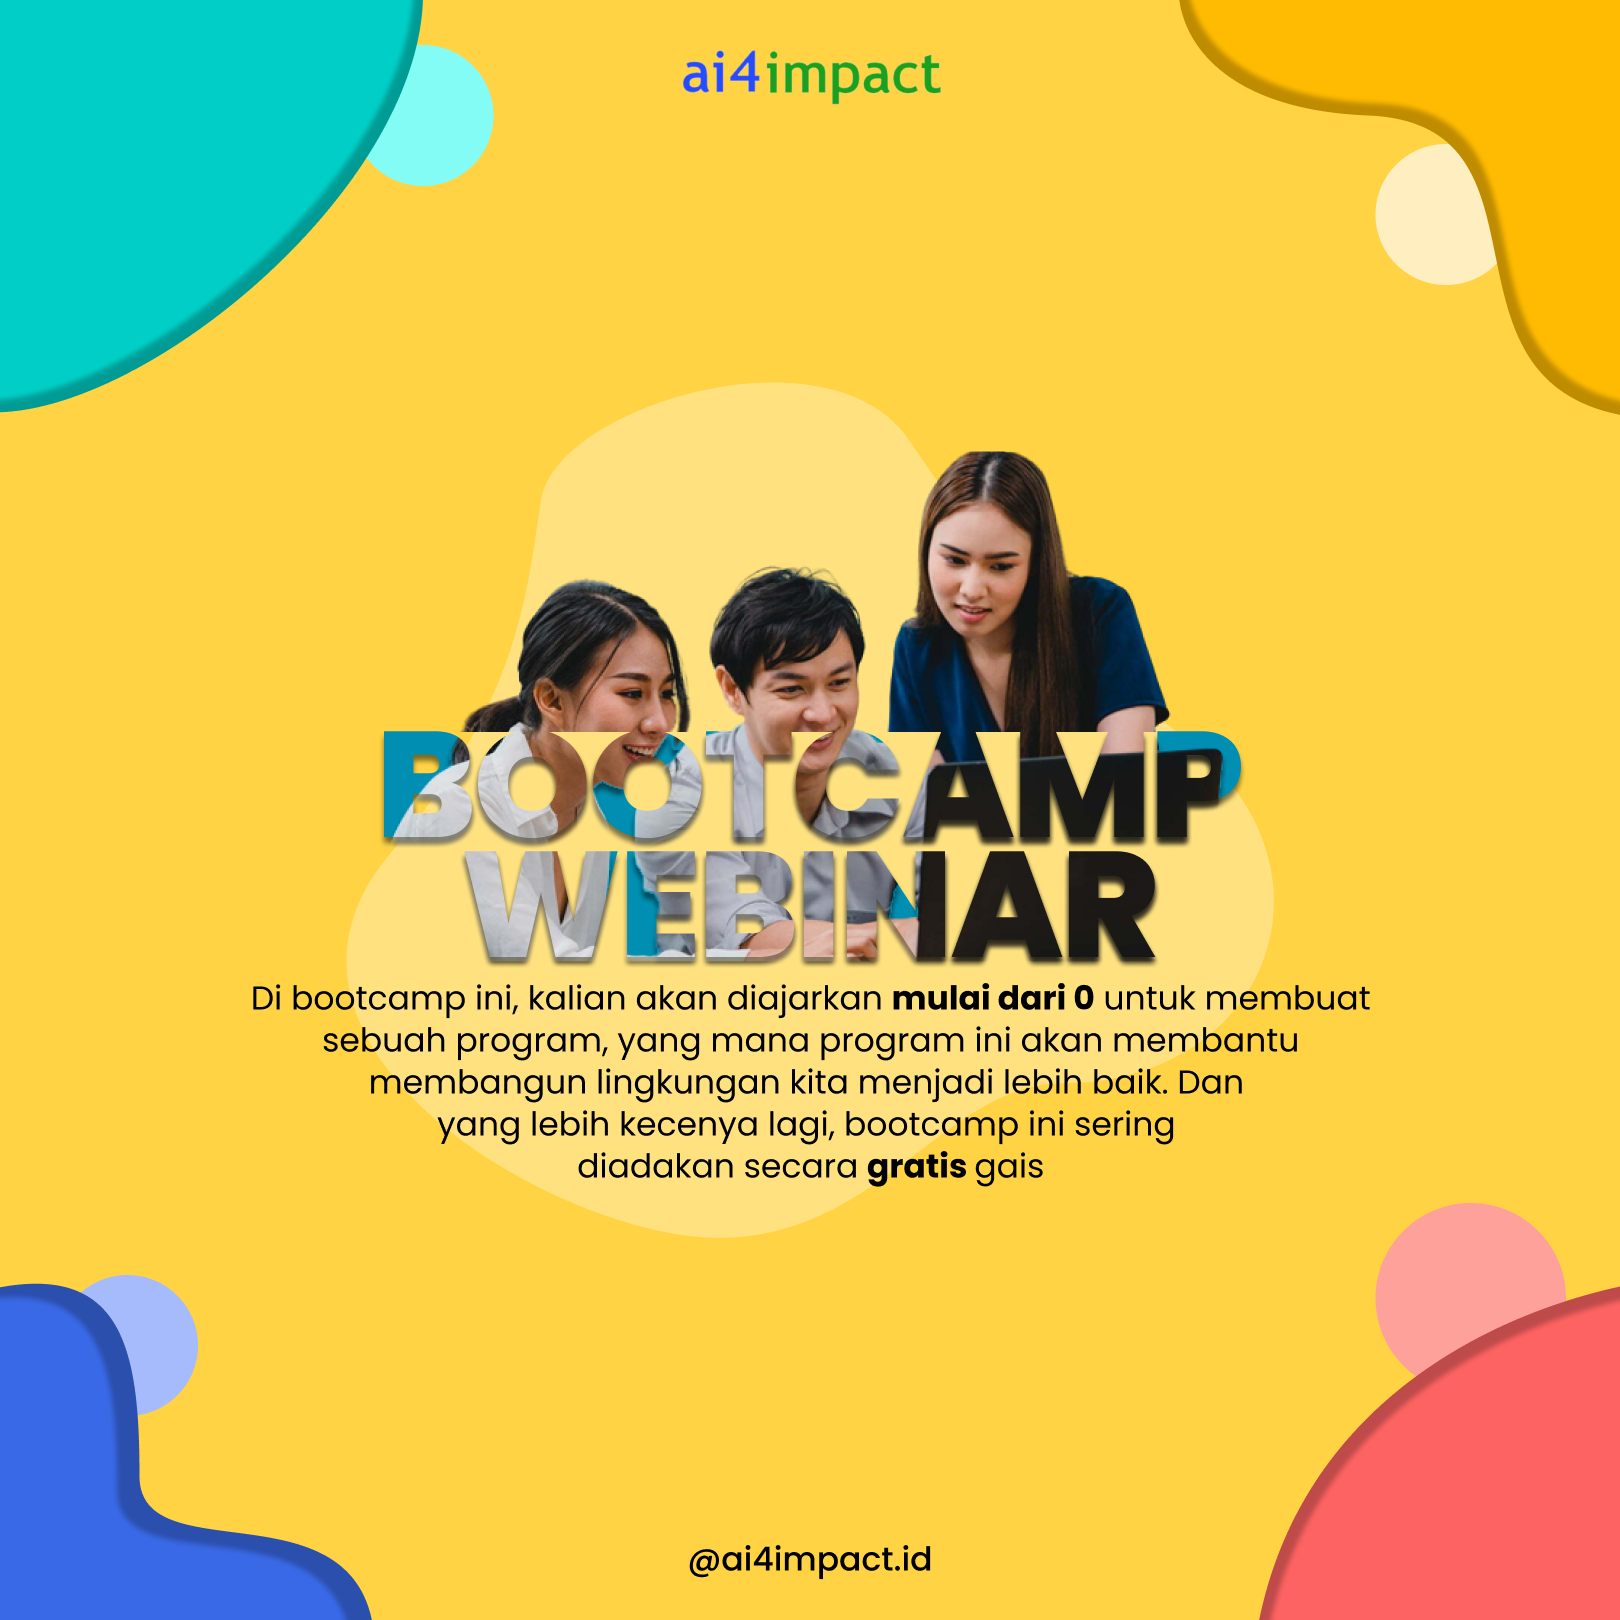 ai4impact
BOOTCAMP
WEBINAR
Di bootcamp ini, kalian akan diajarkan mulai dari 0 untuk membuat
sebuah program, yang mana program ini akan membantu
membangun lingkungan kita menjadi lebih baik. Dan
yang lebih kecenya lagi, bootcamp ini sering
diadakan secara gratis gais
@ai4impact.id